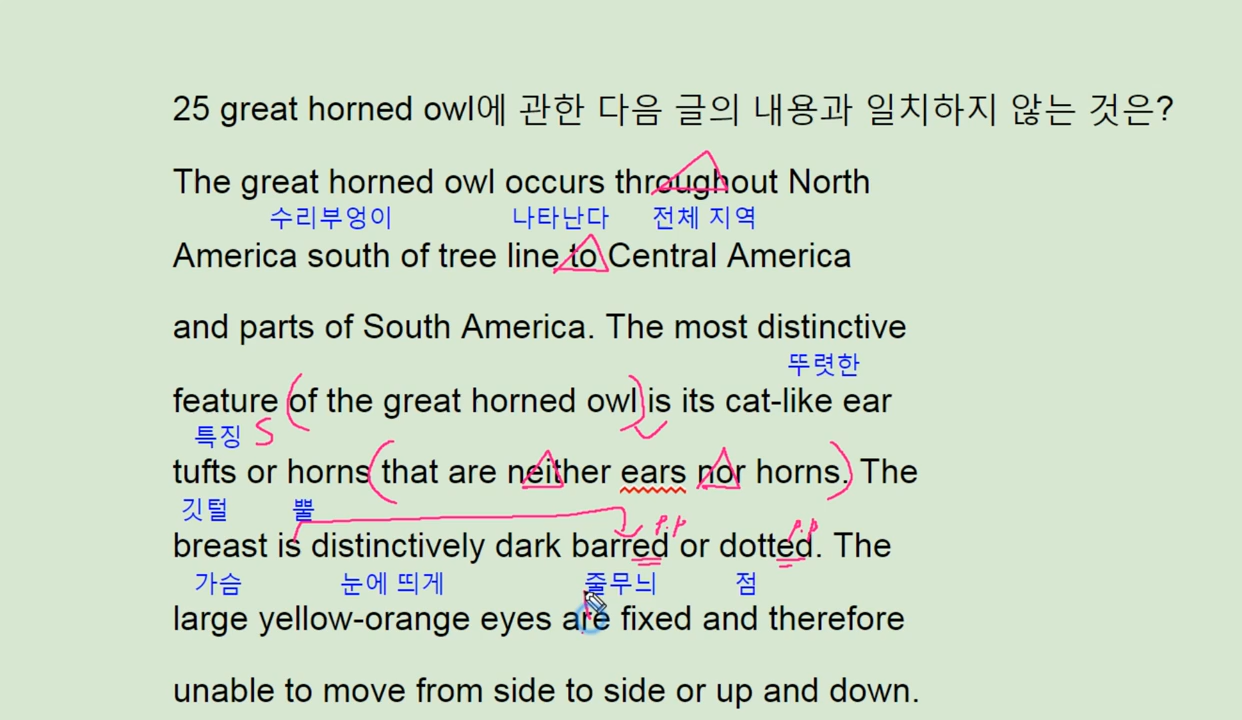 25 great horned owl에 관한 다음 글의 내용과 일치하지 않는 것은?
The great horned owl occurs throughout North
수리부엉이 나타난다 전체 지역
America south of tree line to Central America
and parts of South America. The most distinctive
뚜렷한
feature of the great horned owl is its cat-like ear
특징 S
tufts or horns that are neither ears nor horns. The
깃털 뿔
p.p p.p
breast is distinctively dark barred or dotted. The
가슴 눈에 띄게 줄무늬 점
large yellow-orange eyes are fixed and therefore
unable to move from side to side or up and down.